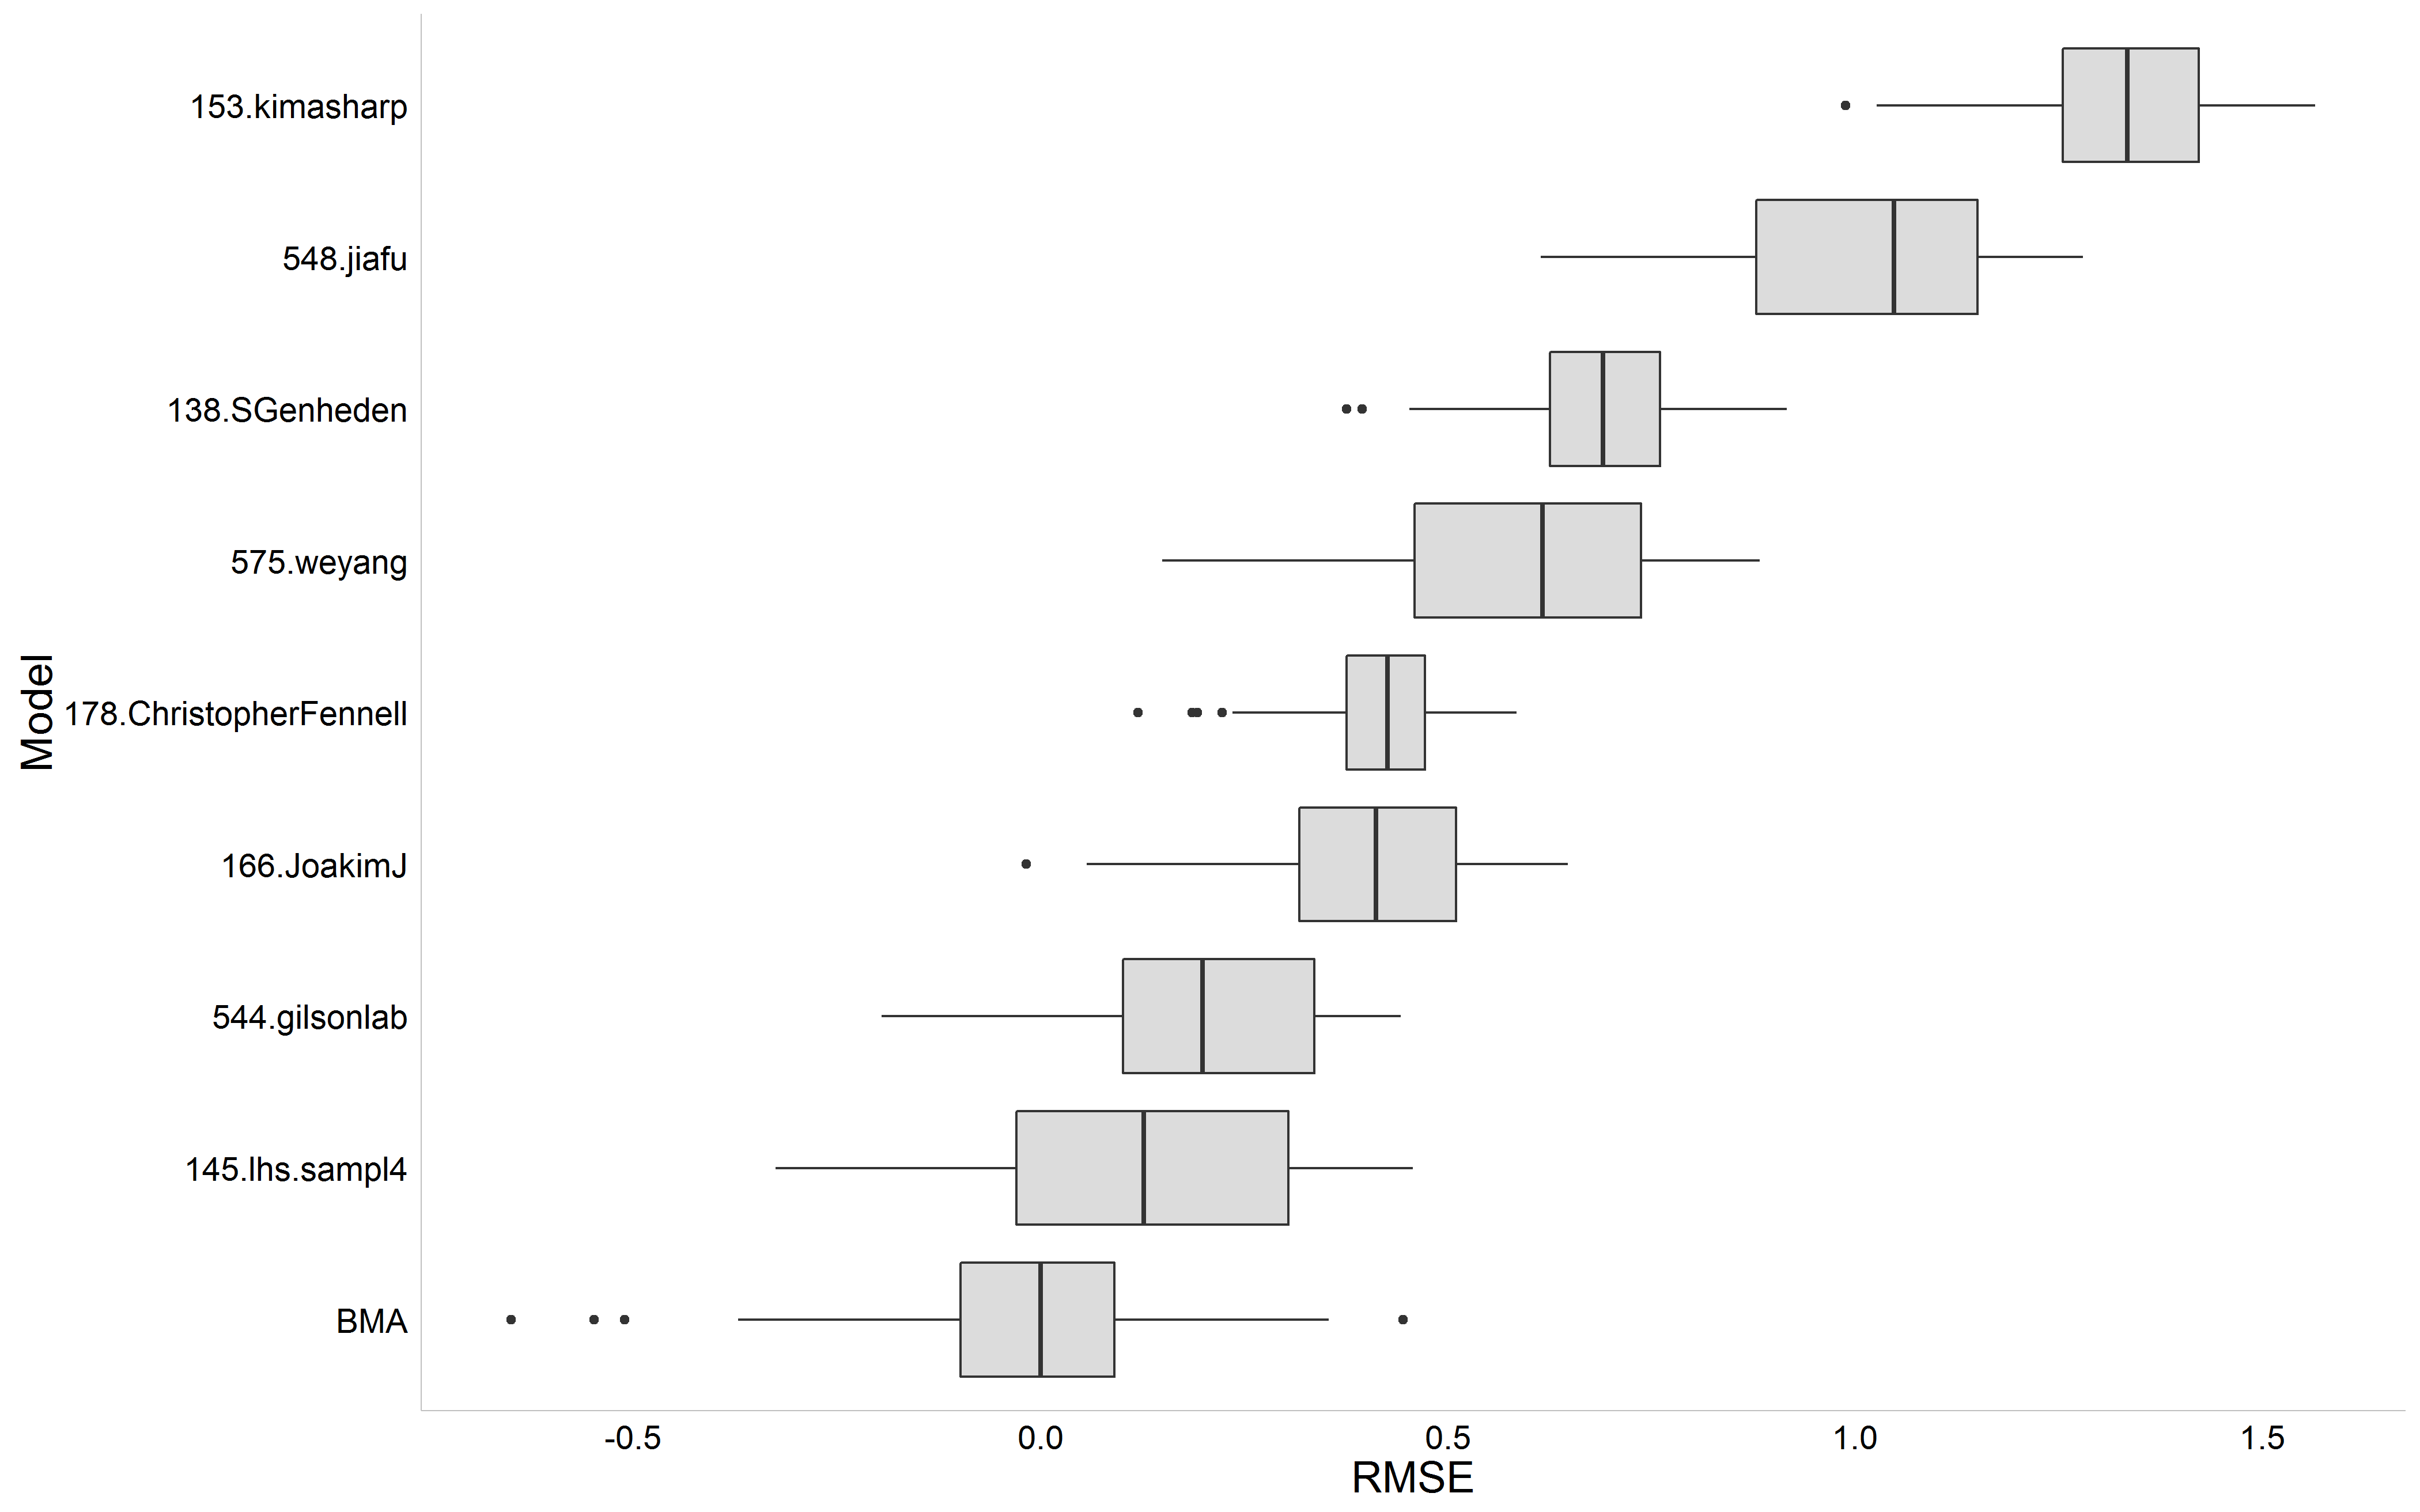 153.kimasharp
548.jiafu
138.SGenheden
575.weyang
Model
178.ChristopherFennell
166.JoakimJ
544.gilsonlab
145.lhs.sampl4
BMA
-0.5 0.0 0.5 1.0 1.5
RMSE